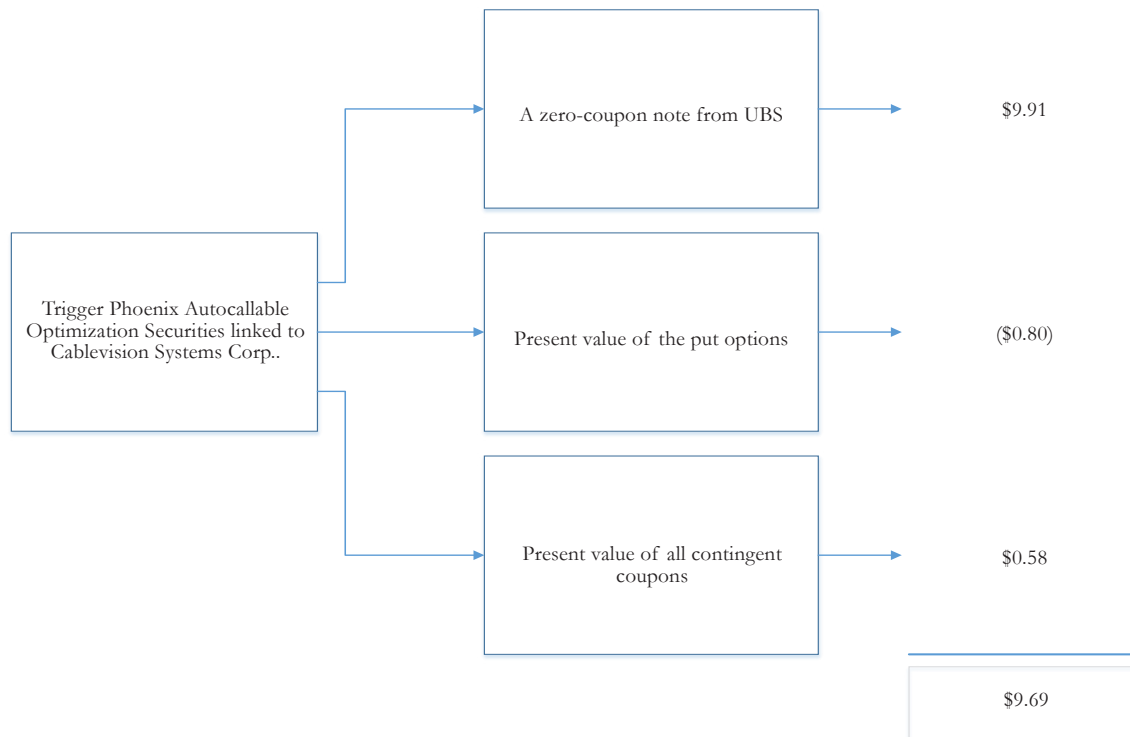 A zero-coupon note from UBS
$9.91
Trigger Phoenix Autocallable
Optimization Securities linked to
Cablevision Systems Corp..
Present value of the put options
($0.80)
Present value of all contingent
coupons
$0.58
$9.69